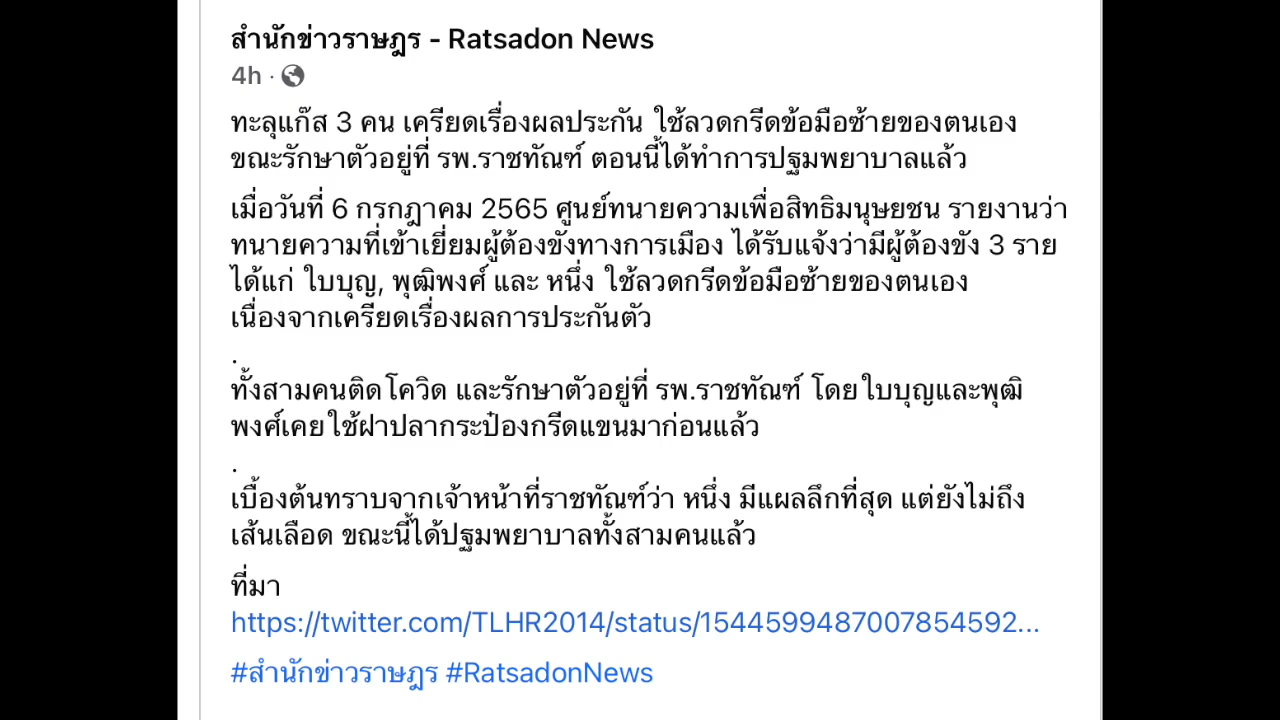 สำนักข่าวราษฎร - Ratsadon News
4h ·
ทะลุแก๊ส 3 คน เครียดเรื่องผลประกัน ใช้ลวดกรีดข้อมือซ้ายของตนเอง
ขณะรักษาตัวอยู่ที่ รพ.ราชทัณฑ์ ตอนนี้ได้ทำการปฐมพยาบาลแล้ว
เมื่อวันที่ 6 กรกฎาคม 2565 ศูนย์ทนายความเพื่อสิทธิมนุษยชน รายงานว่า
ทนายความที่เข้าเยี่ยมผู้ต้องขังทางการเมือง ได้รับแจ้งว่ามีผู้ต้องขัง 3 ราย
ได้แก่ ใบบุญ, พุฒิพงศ์ และ หนึ่ง ใช้ลวดกรีดข้อมือซ้ายของตนเอง
เนื่องจากเครียดเรื่องผลการประกันตัว
.
ทั้งสามคนติดโควิด และรักษาตัวอยู่ที่ รพ.ราชทัณฑ์ โดยใบบุญและพุฒิ
พงศ์เคยใช้ฝาปลากระป๋องกรีดแขนมาก่อนแล้ว
.
เบื้องต้นทราบจากเจ้าหน้าที่ราชทัณฑ์ว่า หนึ่ง มีแผลลึกที่สุด แต่ยังไม่ถึง
เส้นเลือด ขณะนี้ได้ปฐมพยาบาลทั้งสามคนแล้ว
ที่มา
https://twitter.com/TLHR2014/status/1544599487007854592...
#สำนักข่าวราษฎร #RatsadonNews